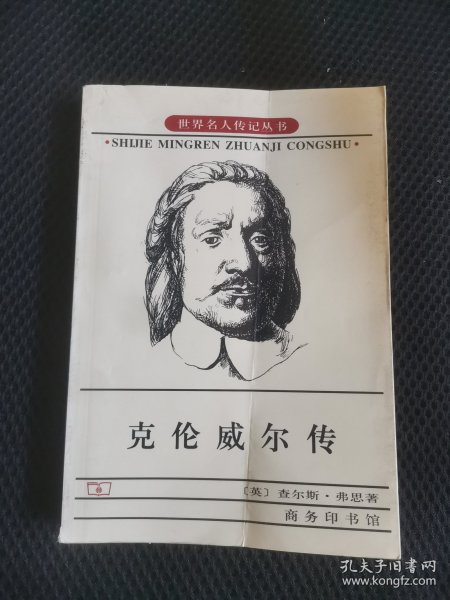 世界名人传记丛书
•SHIJIE MINGREN ZHUANJI CONGSHU•
克伦威尔传
〔英〕查尔斯·弗思著
商务印书馆
孔夫子旧书网
www.kongfz.com